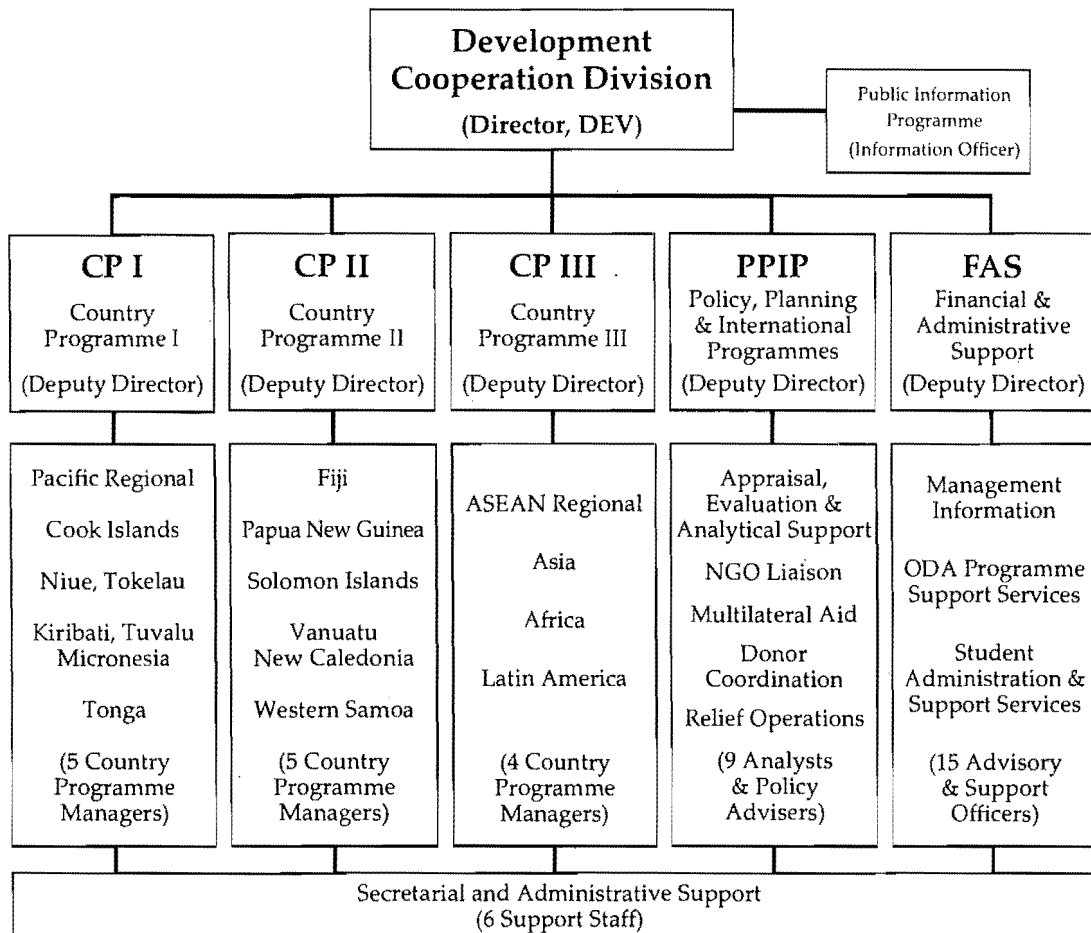 Development
Cooperation Division
(Director, DEV)
Public Information
Programme
(Information Officer)
CP I
Country
Programme I
(Deputy Director)
CP II
Country
Programme II
(Deputy Director)
CP III
Country
Programme III
(Deputy Director)
PPIP
Policy, Planning
& International
Programmes
(Deputy Director)
FAS
Financial &
Administrative
Support
(Deputy Director)
Pacific Regional
Cook Islands
Niue, Tokelau
Kiribati, Tuvalu
Micronesia
Tonga
(5 Country
Programme
Managers)
Fiji
Papua New Guinea
Solomon Islands
Vanuatu
New Caledonia
Western Samoa
(5 Country
Programme
Managers)
ASEAN Regional
Asia
Africa
Latin America
(4 Country
Programme
Managers)
Appraisal,
Evaluation &
Analytical Support
NGO Liaison
Multilateral Aid
Donor
Coordination
Relief Operations
(9 Analysts
& Policy
Advisers)
Management
Information
ODA Programme
Support Services
Student
Administration &
Support Services
(15 Advisory
& Support
Officers)
Secretarial and Administrative Support
(6 Support Staff)